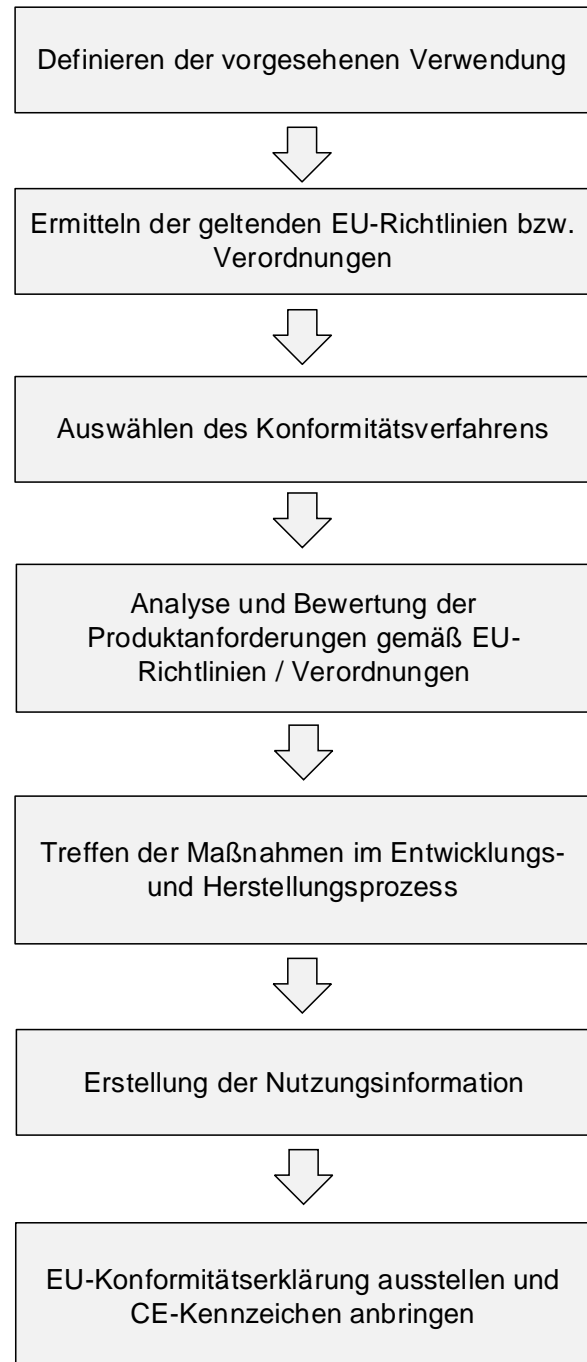 Definieren der vorgesehenen Verwendung
Ermitteln der geltenden EU-Richtlinien bzw.
Verordnungen
Auswählen des Konformitätsverfahrens
Analyse und Bewertung der
Produktanforderungen gemäß EU-
Richtlinien / Verordnungen
Treffen der Maßnahmen im Entwicklungs-
und Herstellungsprozess
Erstellung der Nutzungsinformation
EU-Konformitätserklärung ausstellen und
CE-Kennzeichen anbringen